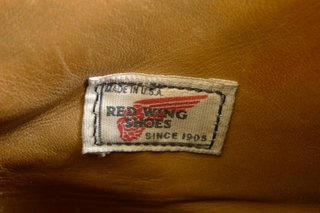 MADE IN U.S.A.
RED WING
SHOES
SINCE 1905